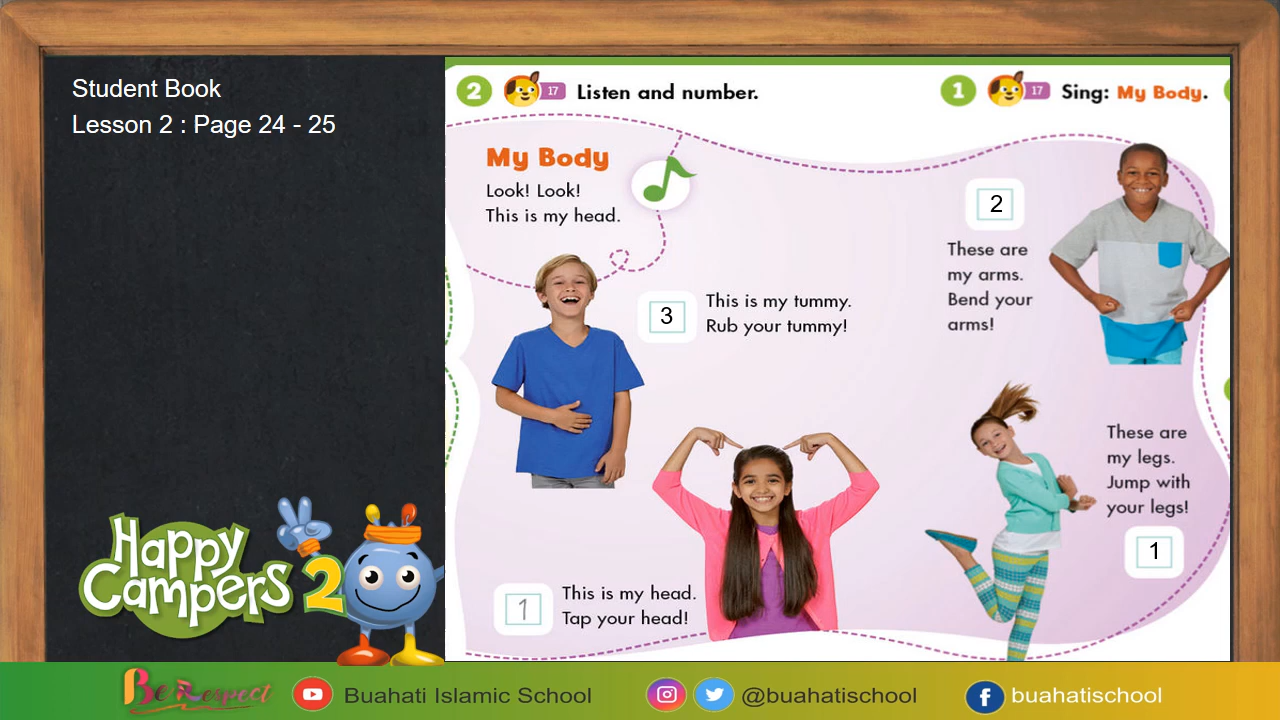 Student Book
Lesson 2 : Page 24 - 25
2 17 Listen and number.
1 17 Sing: My Body.
My Body
Look! Look!
This is my head.
2
These are
my arms.
Bend your
arms!
3
This is my tummy.
Rub your tummy!
These are
my legs.
Jump with
your legs!
1
1
This is my head.
Tap your head!
Happy
Campers 2
Be Respect
Buahati Islamic School
@buahatischool
buahatischool